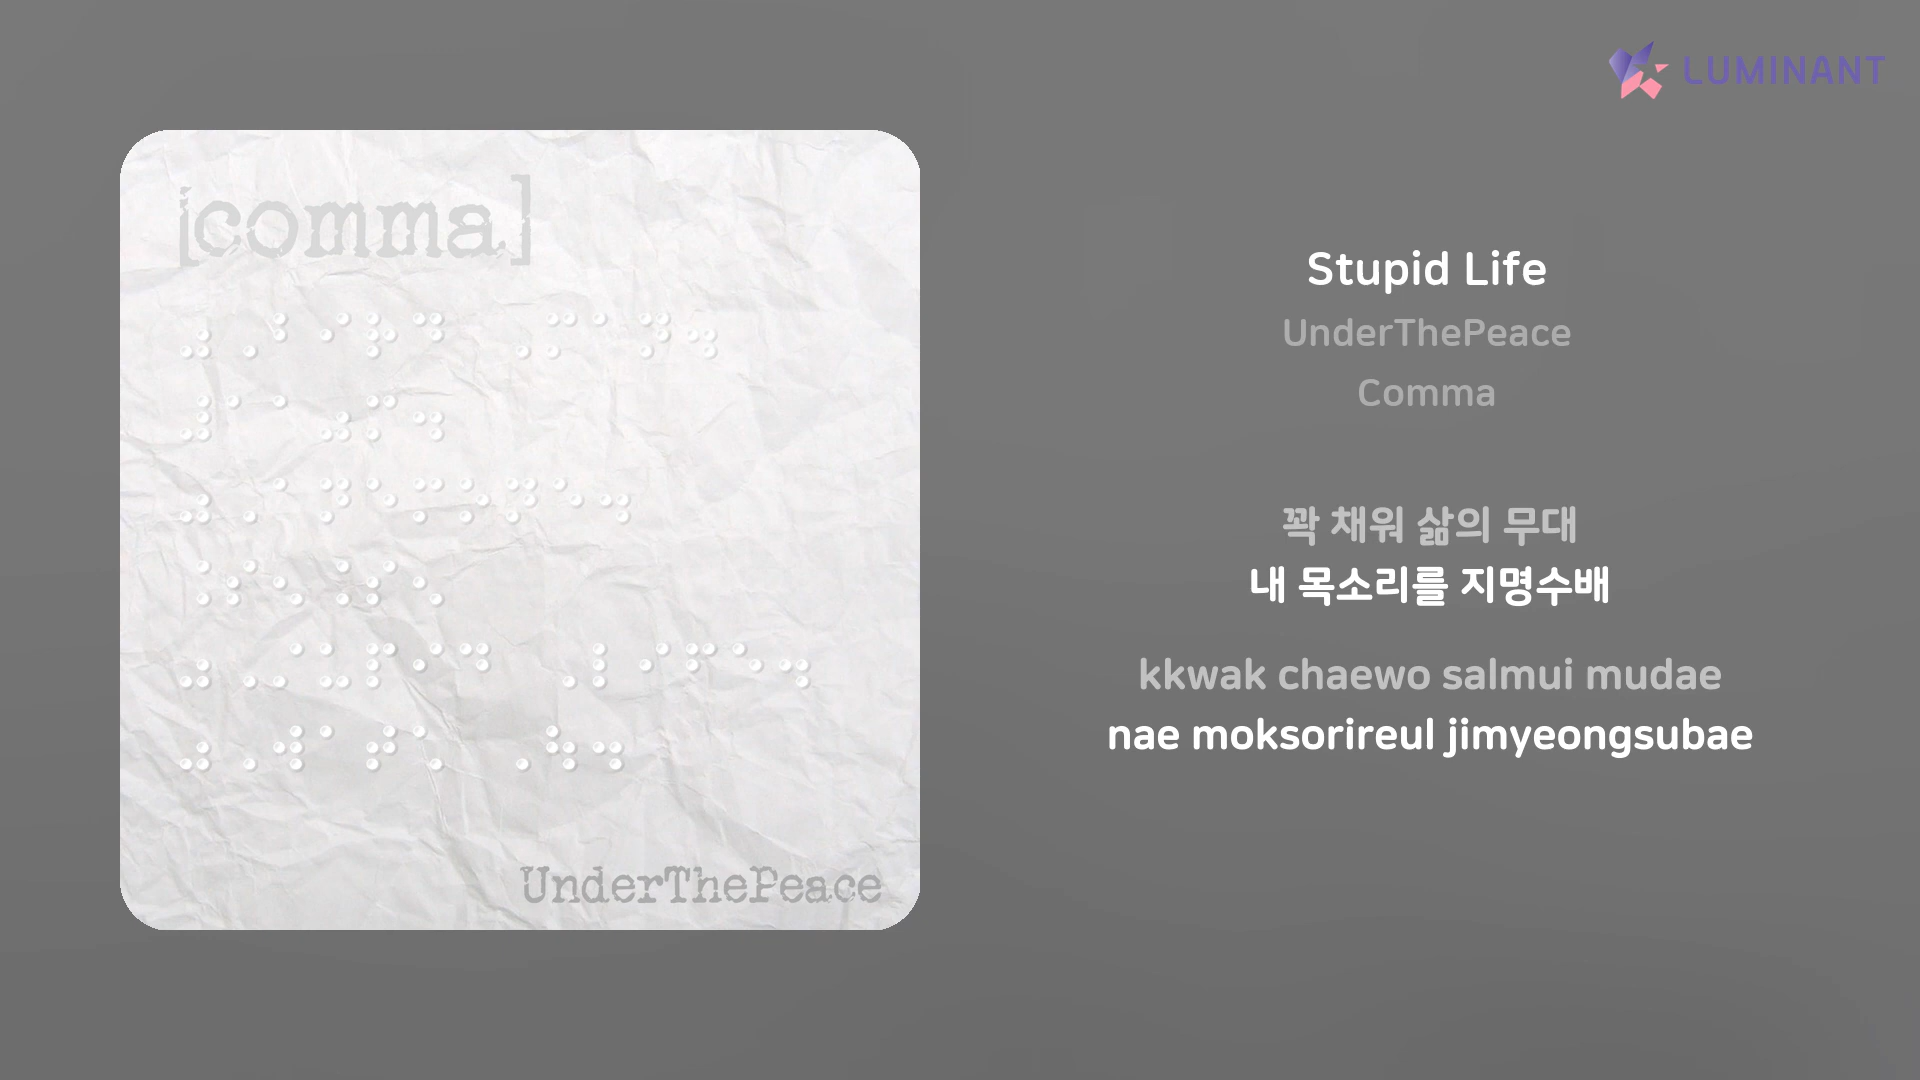 LUMINANT
[comma]
UnderThePeace
Stupid Life
UnderThePeace
Comma
꽉 채워 삶의 무대
내 목소리를 지명수배
kkwak chaewo salmui mudae
nae moksorireul jimyeongsubae